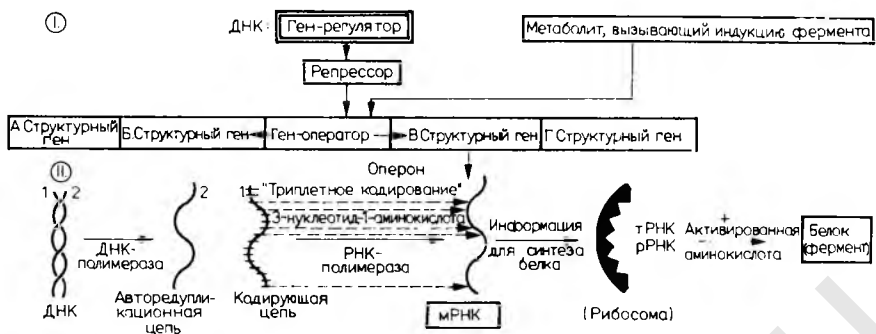 I.
ДНК: Ген-регулятор
Метаболит, вызывающий индукцию фермента
Репрессор
А Структурный ген
Б. Структурный ген
Ген-оператор
В Структурный ген
Г Структурный ген
Оперон
II.
1 2
2
1 "Триплетное кодирование"
3-нуклеотид-1-аминокислота
ДНК-
полимераза
РНК-
полимераза
Информация
для синтеза
белка
тРНК
рРНК
+
Активированная
аминокислота
Белок
(фермент)
ДНК
Авторедупли-
кационная
цепь
Кодирующая
цепь
мРНК
(Рибосома)